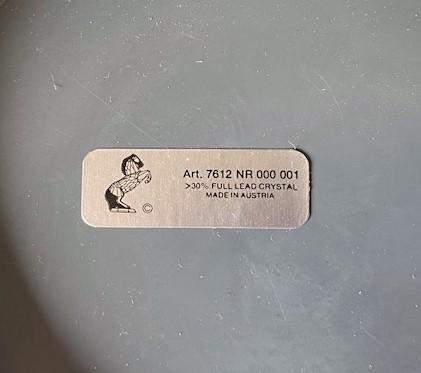 Art. 7612 NR 000 001
>30% FULL LEAD CRYSTAL
MADE IN AUSTRIA
©